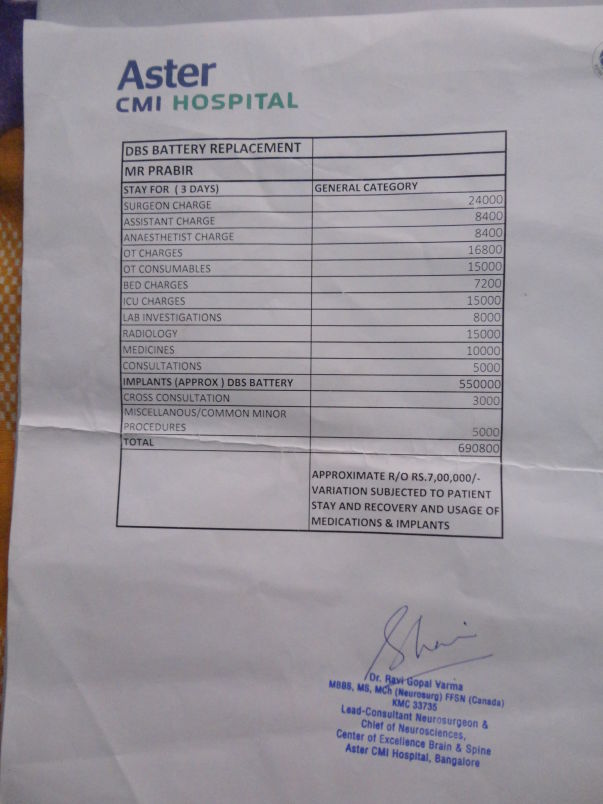 Aster
CMI HOSPITAL
DBS BATTERY REPLACEMENT
MR PRABIR
STAY FOR ( 3 DAYS) GENERAL CATEGORY
SURGEON CHARGE 24000
ASSISTANT CHARGE 8400
ANAESTHETIST CHARGE 8400
OT CHARGES 16800
OT CONSUMABLES 15000
BED CHARGES 7200
ICU CHARGES 15000
LAB INVESTIGATIONS 8000
RADIOLOGY 15000
MEDICINES 10000
CONSULTATIONS 5000
IMPLANTS (APPROX ) DBS BATTERY 550000
CROSS CONSULTATION 3000
MISCELLANOUS/COMMON MINOR
PROCEDURES 5000
TOTAL 690800
APPROXIMATE R/O RS.7,00,000/-
VARIATION SUBJECTED TO PATIENT
STAY AND RECOVERY AND USAGE OF
MEDICATIONS & IMPLANTS
Dr. Ravi Gopal Varma
MBBS, MS, MCh (Neurosurg) FFSN (Canada)
KMC 33735
Lead-Consultant Neurosurgeon &
Chief of Neurosciences,
Center of Excellence Brain & Spine
Aster CMI Hospital, Bangalore